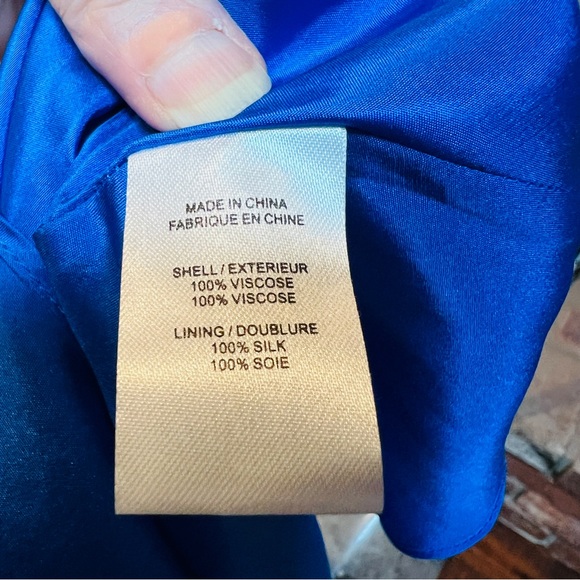 MADE IN CHINA
FABRIQUE EN CHINE
SHELL / EXTERIEUR
100% VISCOSE
100% VISCOSE
LINING / DOUBLURE
100% SILK
100% SOIE